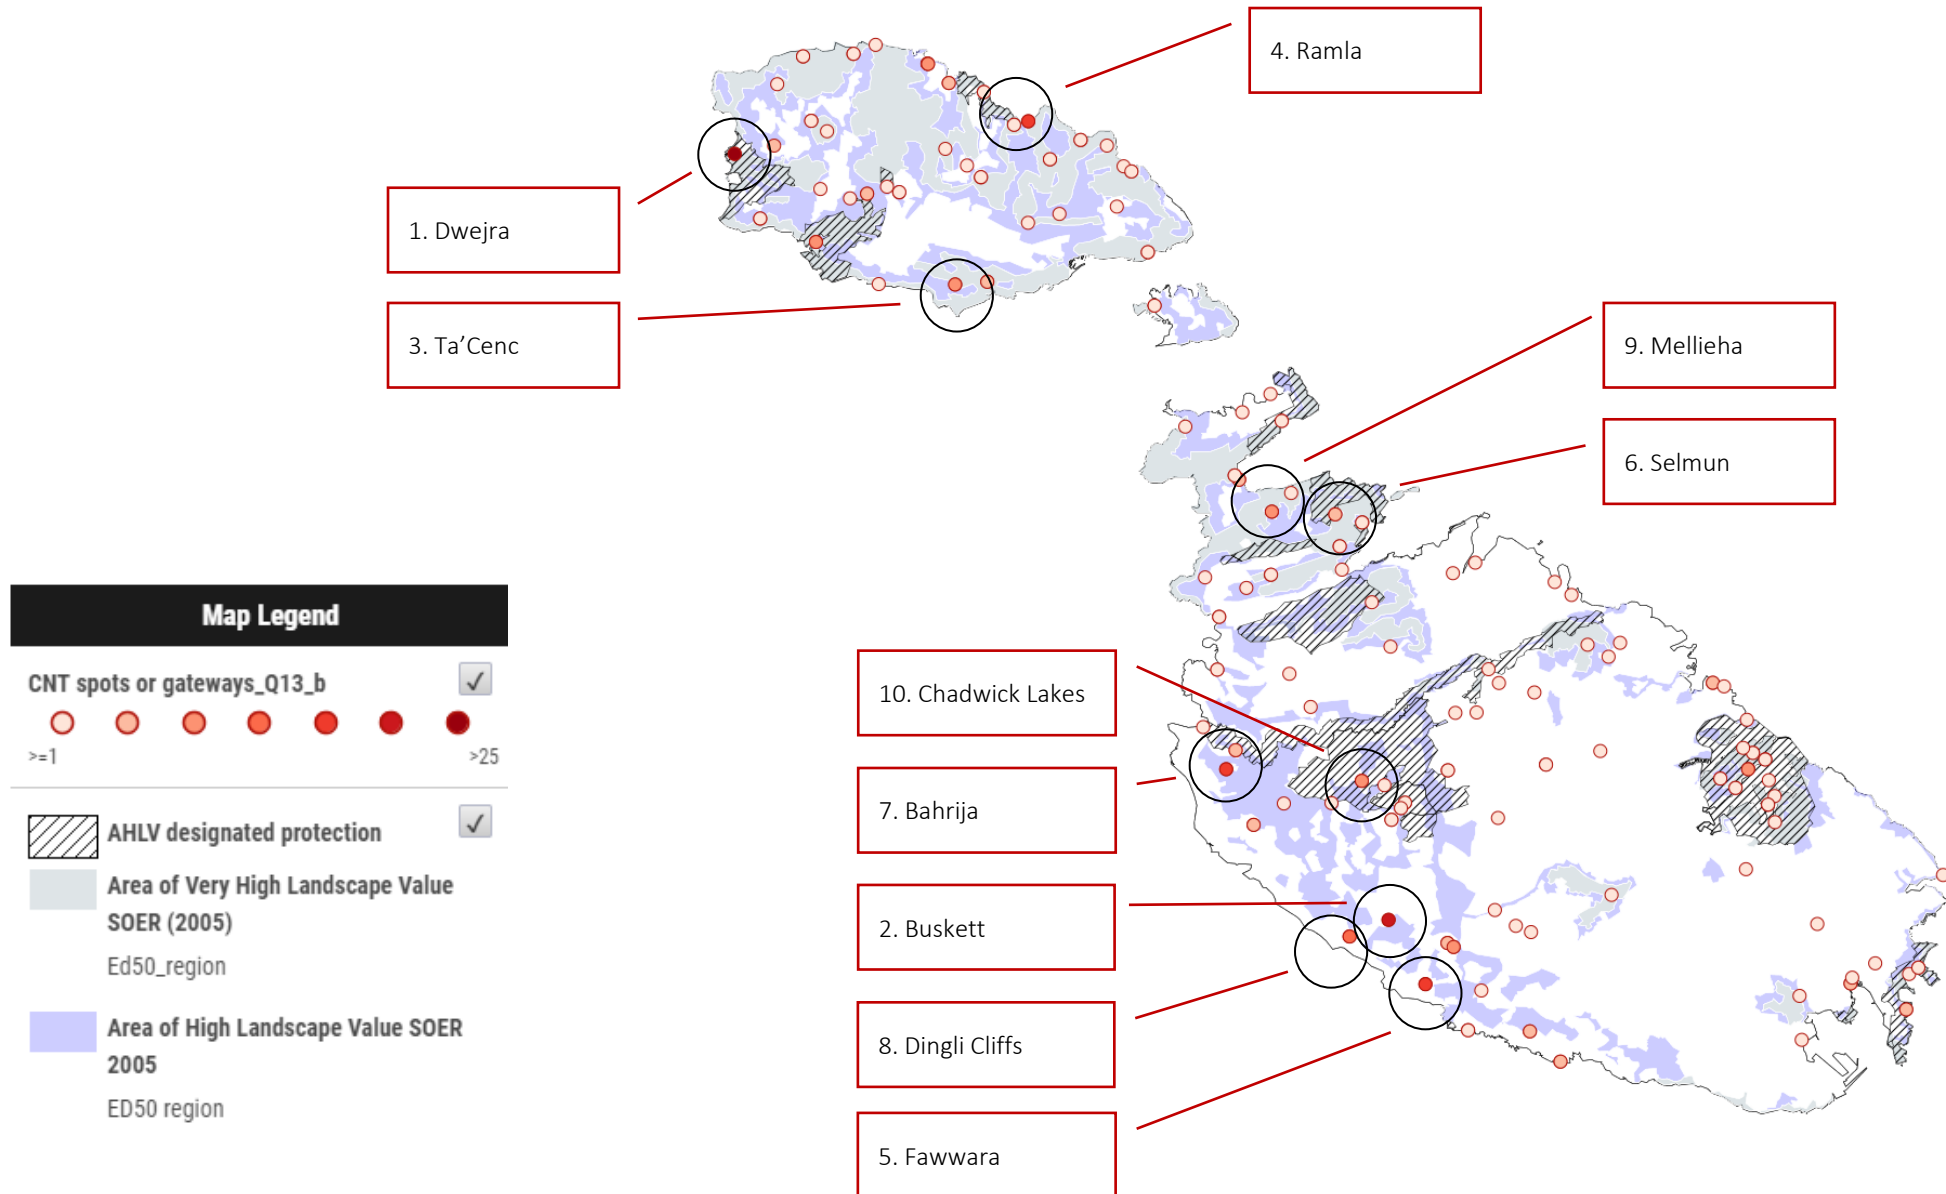 4. Ramla
1. Dwejra
3. Ta’Cenc
9. Mellieha
6. Selmun
10. Chadwick Lakes
7. Bahrija
2. Buskett
8. Dingli Cliffs
5. Fawwara
Map Legend
CNT spots or gateways_Q13_b
>=1 >25
AHLV designated protection
Area of Very High Landscape Value
SOER (2005)
Ed50_region
Area of High Landscape Value SOER
2005
ED50 region